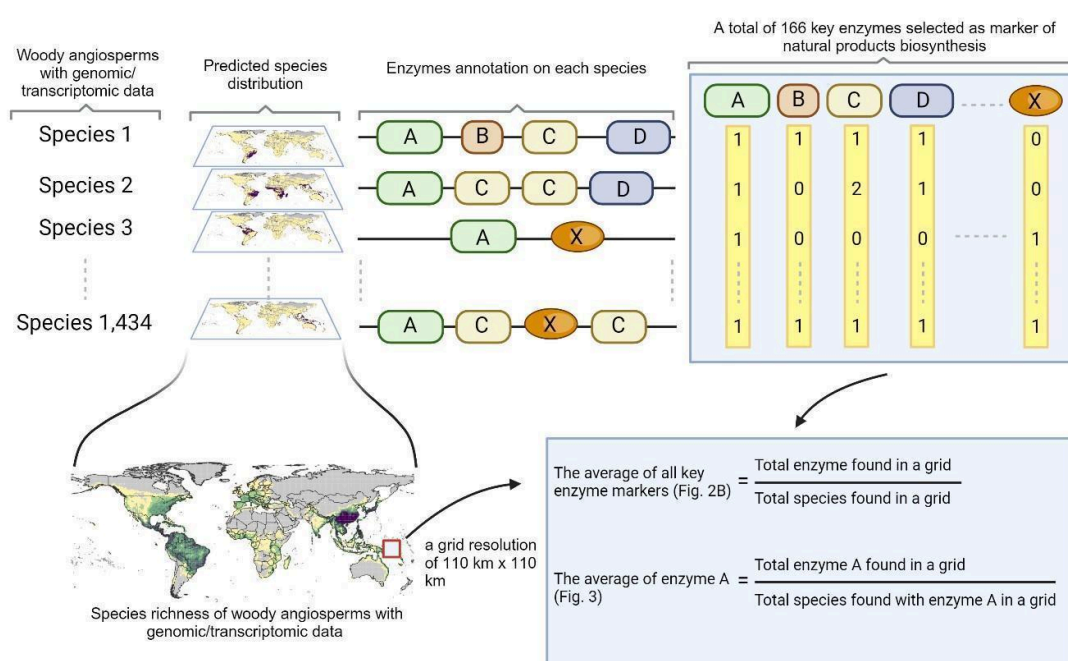 A total of 166 key enzymes selected as marker of
natural products biosynthesis
Woody angiosperms
with genomic/
transcriptomic data
Predicted species
distribution
Enzymes annotation on each species
A B C D X
Species 1
A B C D
1 1 1 1 0
Species 2
A C C D
1 0 2 1 0
Species 3
A X
1 0 0 0 1
Species 1,434
A C X C
1 1 1 1 1
The average of all key
enzyme markers (Fig. 2B)
=
Total enzyme found in a grid
Total species found in a grid
a grid resolution
of 110 km x 110
km
The average of enzyme A
(Fig. 3)
=
Total enzyme A found in a grid
Total species found with enzyme A in a grid
Species richness of woody angiosperms with
genomic/transcriptomic data